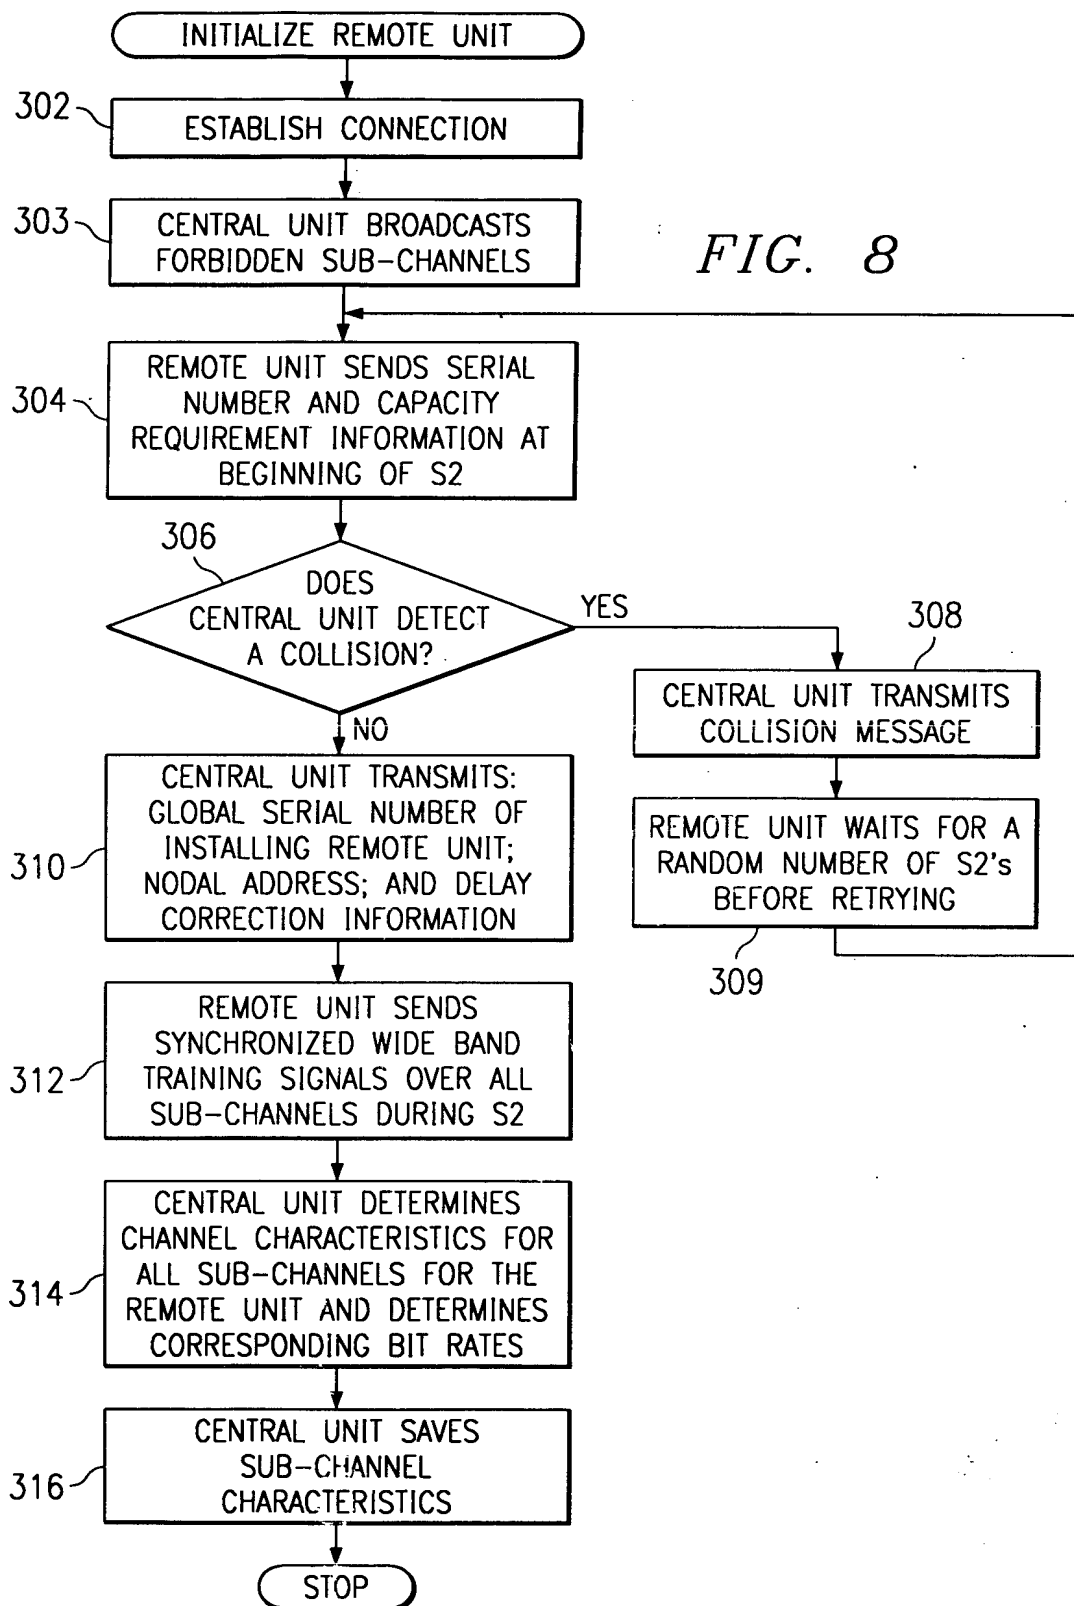 INITIALIZE REMOTE UNIT
302
ESTABLISH CONNECTION
303
CENTRAL UNIT BROADCASTS
FORBIDDEN SUB-CHANNELS
FIG. 8
304
REMOTE UNIT SENDS SERIAL
NUMBER AND CAPACITY
REQUIREMENT INFORMATION AT
BEGINNING OF S2
306
DOES
CENTRAL UNIT DETECT
A COLLISION?
YES
NO
308
CENTRAL UNIT TRANSMITS
COLLISION MESSAGE
REMOTE UNIT WAITS FOR A
RANDOM NUMBER OF S2's
BEFORE RETRYING
309
310
CENTRAL UNIT TRANSMITS:
GLOBAL SERIAL NUMBER OF
INSTALLING REMOTE UNIT;
NODAL ADDRESS; AND DELAY
CORRECTION INFORMATION
312
REMOTE UNIT SENDS
SYNCHRONIZED WIDE BAND
TRAINING SIGNALS OVER ALL
SUB-CHANNELS DURING S2
314
CENTRAL UNIT DETERMINES
CHANNEL CHARACTERISTICS FOR
ALL SUB-CHANNELS FOR THE
REMOTE UNIT AND DETERMINES
CORRESPONDING BIT RATES
316
CENTRAL UNIT SAVES
SUB-CHANNEL
CHARACTERISTICS
STOP